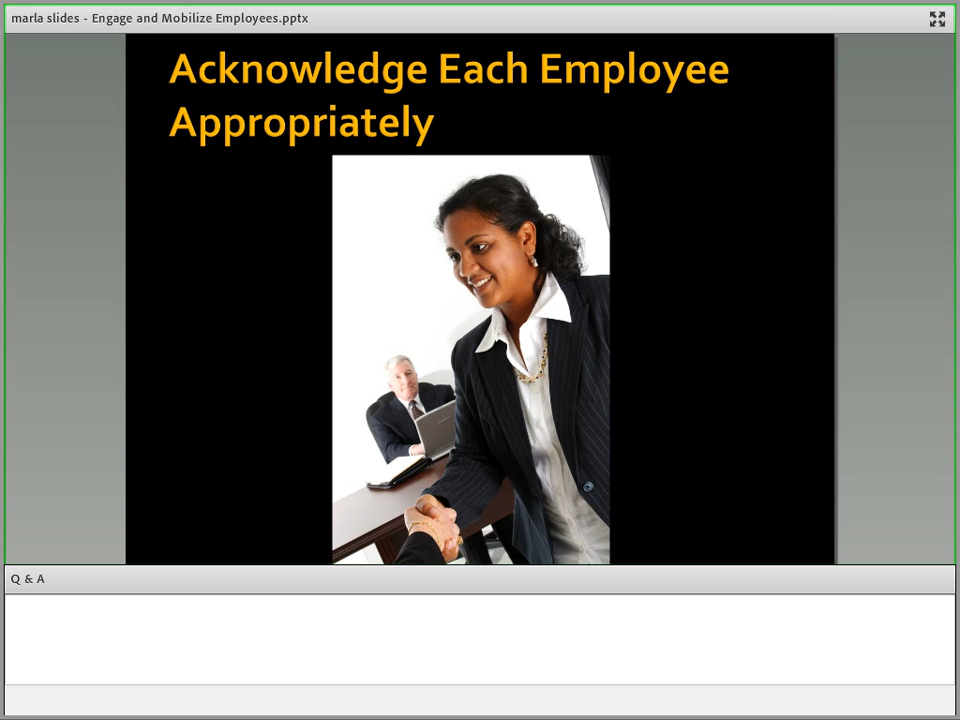 marla slides - Engage and Mobilize Employees.pptx
Acknowledge Each Employee
Appropriately
Q & A